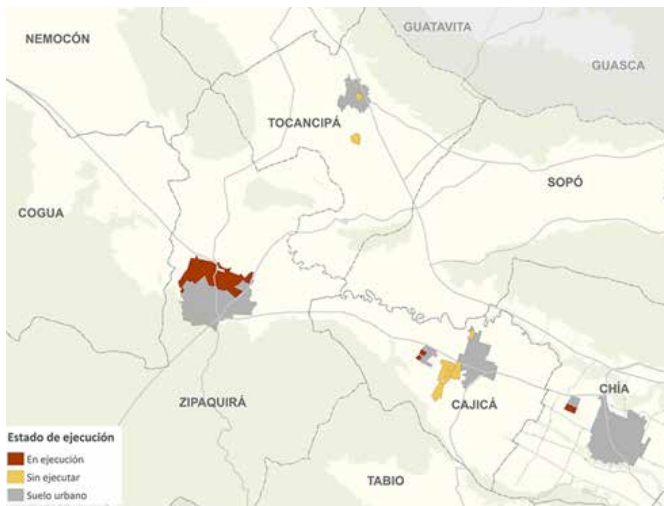 GUATAVITA
NEMOCÓN
GUASCA
TOCANCIPÁ
SOPÓ
COGUA
CHÍA
ZIPAQUIRÁ
CAJICÁ
TABIO
Estado de ejecución
En ejecución
Sin ejecutar
Suelo urbano